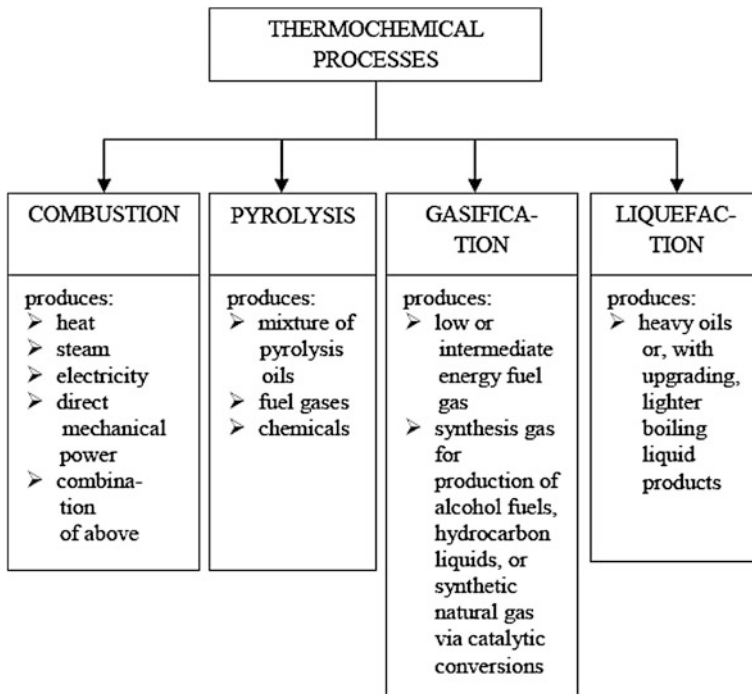 THERMOCHEMICAL
PROCESSES
COMBUSTION
produces:
➢ heat
➢ steam
➢ electricity
➢ direct
mechanical
power
➢ combina-
tion
of above
PYROLYSIS
produces:
➢ mixture of
pyrolysis
oils
➢ fuel gases
➢ chemicals
GASIFICA-
TION
produces:
➢ low or
intermediate
energy fuel
gas
➢ synthesis gas
for
production of
alcohol fuels,
hydrocarbon
liquids, or
synthetic
natural gas
via catalytic
conversions
LIQUEFAC-
TION
produces:
➢ heavy oils
or, with
upgrading,
lighter
boiling
liquid
products